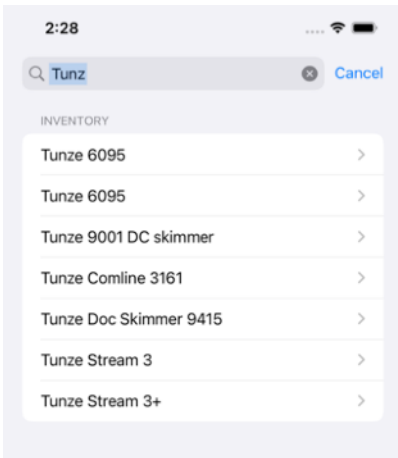 2:28
Tunz
Cancel
INVENTORY
Tunze 6095
Tunze 6095
Tunze 9001 DC skimmer
Tunze Comline 3161
Tunze Doc Skimmer 9415
Tunze Stream 3
Tunze Stream 3+